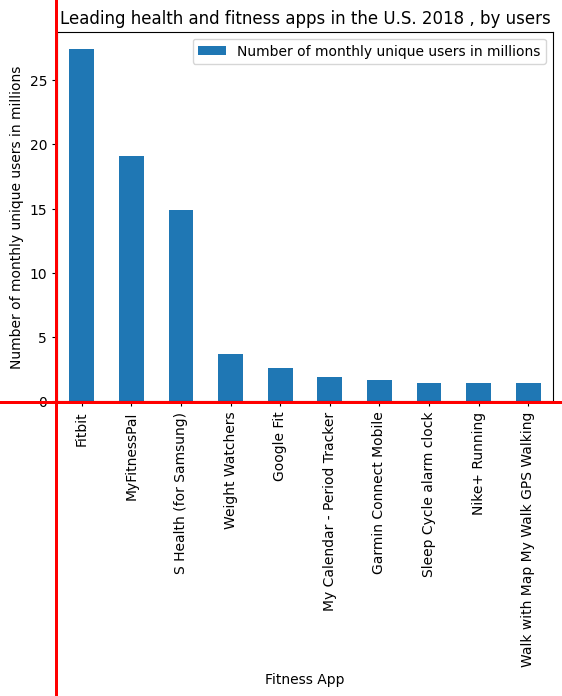 Leading health and fitness apps in the U.S. 2018 , by users
Number of monthly unique users in millions
Number of monthly unique users in millions
25
20
15
10
5
0
Fitbit
MyFitnessPal
S Health (for Samsung)
Weight Watchers
Google Fit
My Calendar - Period Tracker
Garmin Connect Mobile
Sleep Cycle alarm clock
Nike+ Running
Walk with Map My Walk GPS Walking
Fitness App